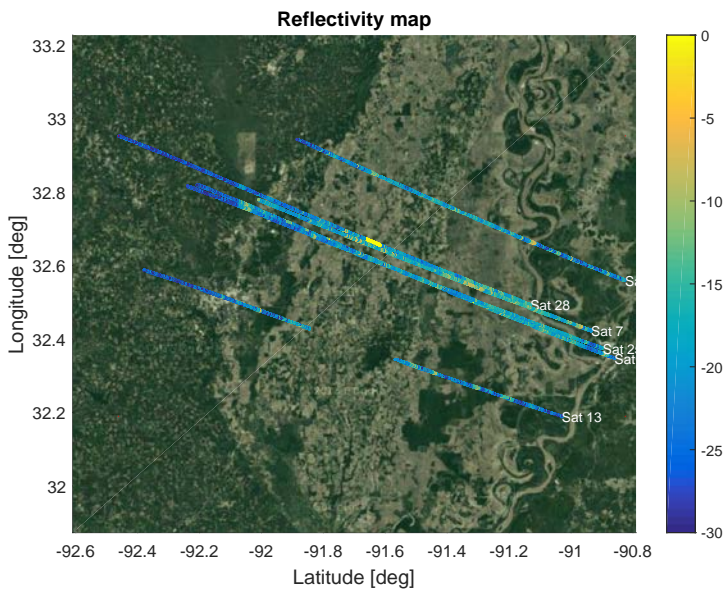 Reflectivity map
33.2
33
32.8
32.6
32.4
32.2
32
Longitude [deg]
-92.6 -92.4 -92.2 -92 -91.8 -91.6 -91.4 -91.2 -91 -90.8
Latitude [deg]
0
-5
-10
-15
-20
-25
-30
Sat 28
Sat 7
Sat 13